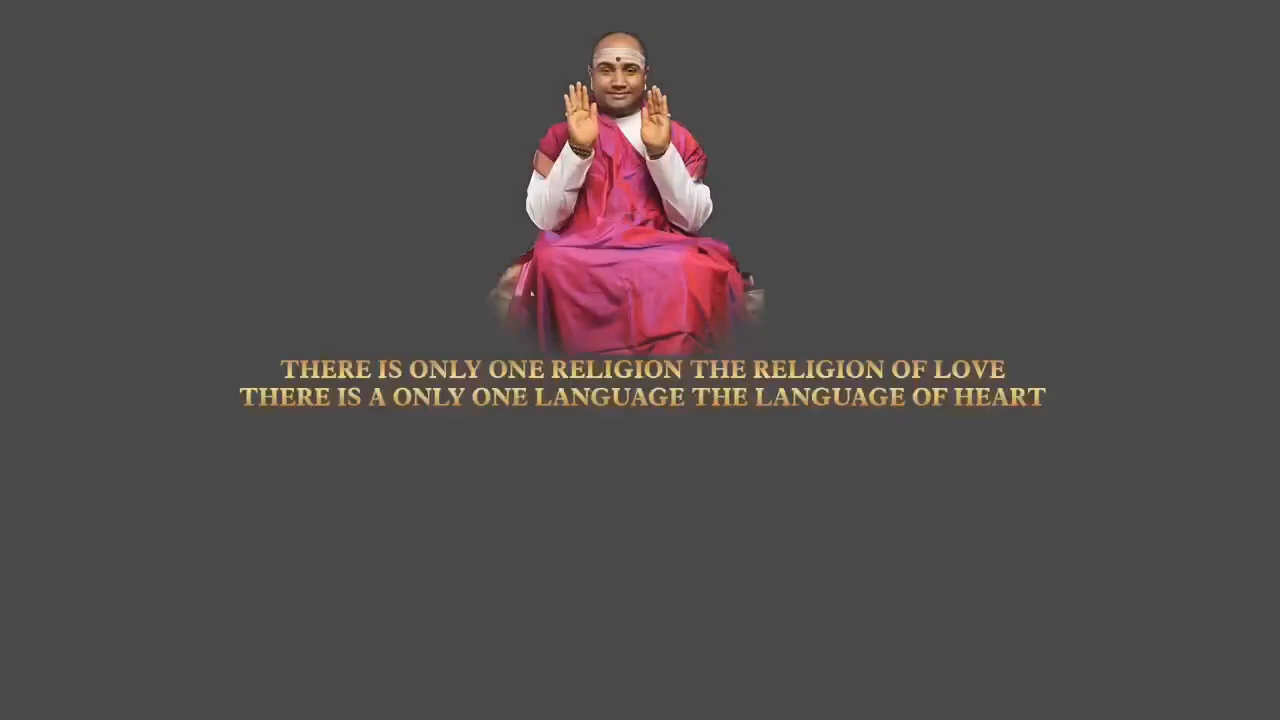 THERE IS ONLY ONE RELIGION THE RELIGION OF LOVE
THERE IS A ONLY ONE LANGUAGE THE LANGUAGE OF HEART